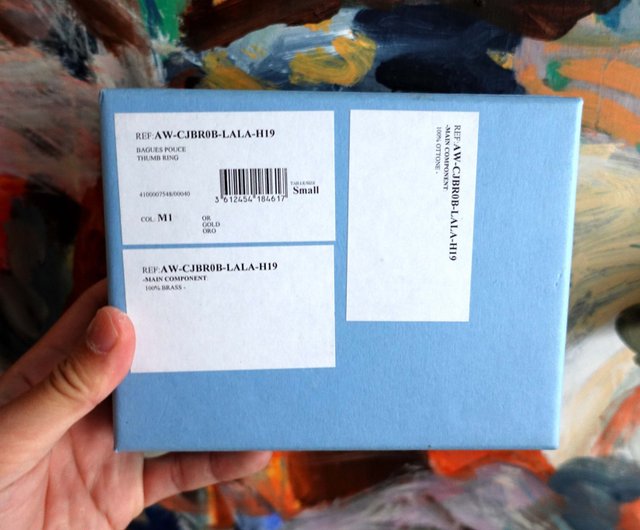 REF:AW-CJBR0B-LALA-H19
BAGUES POUCE
THUMB RING
4100007548/00040
3 612454 184617
TAILLE/SIZE
Small
COL: M1
OR
GOLD
ORO
REF:AW-CJBR0B-LALA-H19
-MAIN COMPONENT
100% BRASS -
REF:AW-CJBR0B-LALA-H19
-MAIN COMPONENT
100% OTTONE -